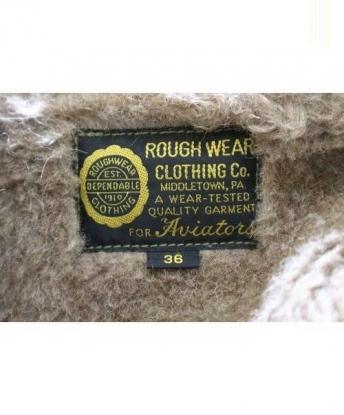 ROUGHWEAR
EST.
DEPENDABLE
1910
CLOTHING
ROUGH WEAR
CLOTHING Co.
MIDDLETOWN, PA.
A WEAR-TESTED
QUALITY GARMENT
FOR Aviators
36